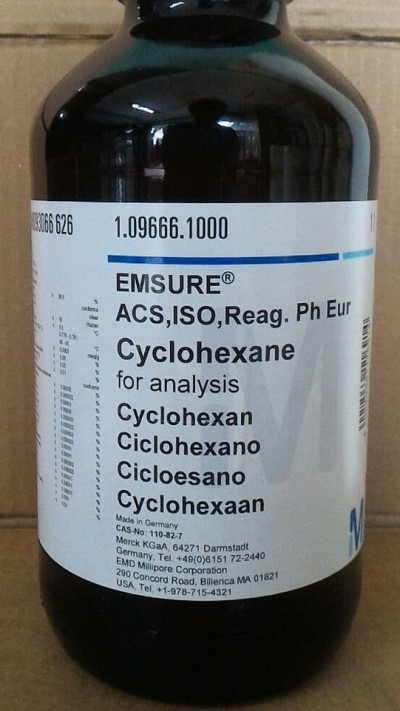 1.09666.1000
EMSURE®
ACS,ISO,Reag. Ph Eur
Cyclohexane
for analysis
Cyclohexan
Ciclohexano
Cicloesano
Cyclohexaan
Made in Germany
CAS-No: 110-82-7
Merck KGaA, 64271 Darmstadt
Germany, Tel. +49(0)6151 72-2440
EMD Millipore Corporation
290 Concord Road, Billerica MA 01821
USA, Tel. +1-978-715-4321
M